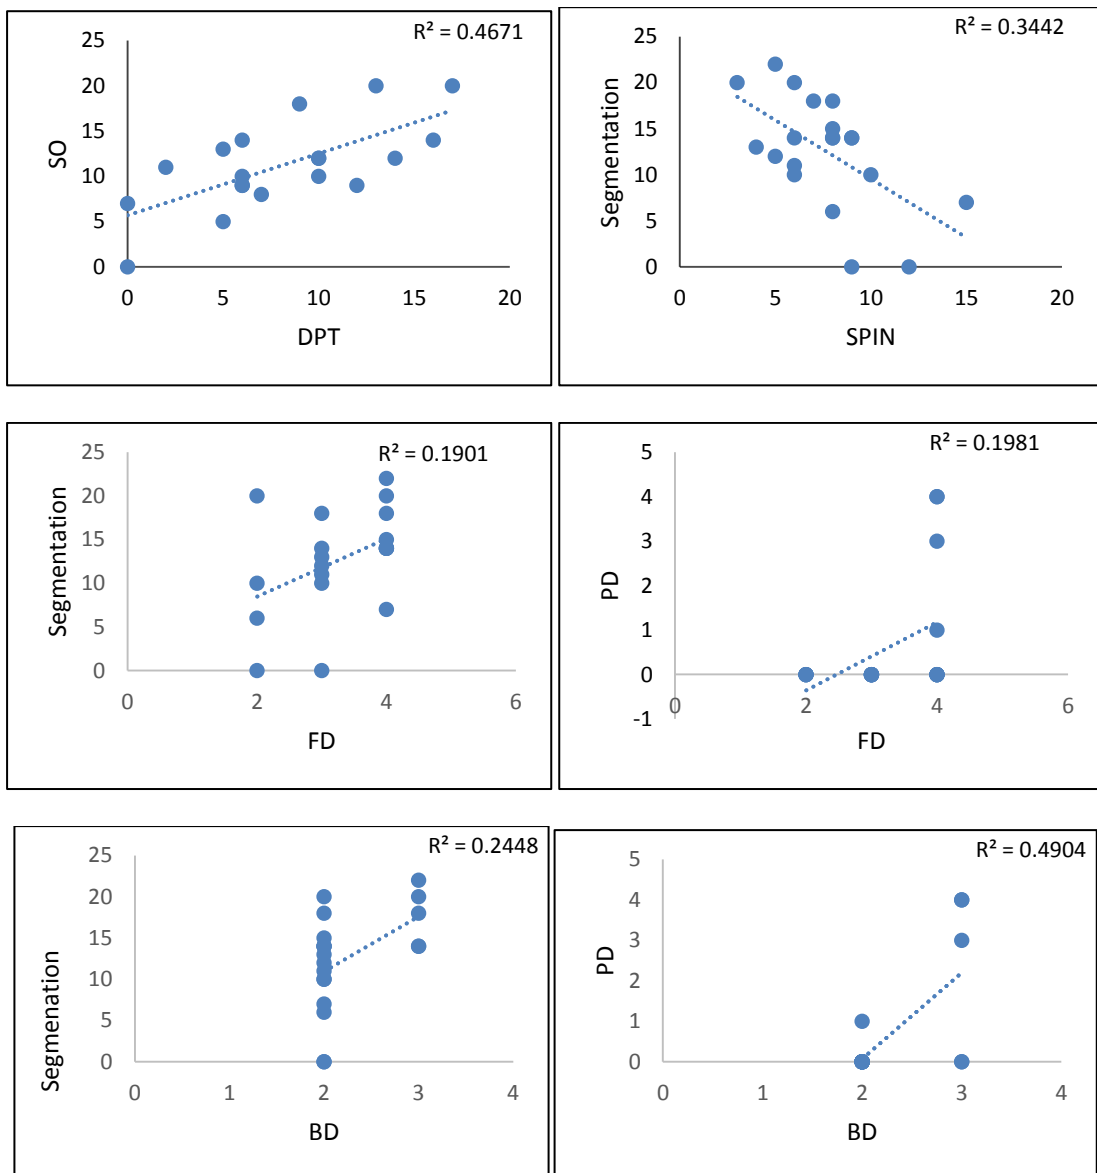 R² = 0.4671
SO
25
20
15
10
5
0
0 5 10 15 20
DPT
R² = 0.3442
Segmentation
25
20
15
10
5
0
0 5 10 15 20
SPIN
R² = 0.1901
Segmentation
25
20
15
10
5
0
0 2 4 6
FD
R² = 0.1981
PD
5
4
3
2
1
0
-1
0 2 4 6
FD
R² = 0.2448
Segmenation
25
20
15
10
5
0
0 1 2 3 4
BD
R² = 0.4904
PD
5
4
3
2
1
0
0 1 2 3 4
BD